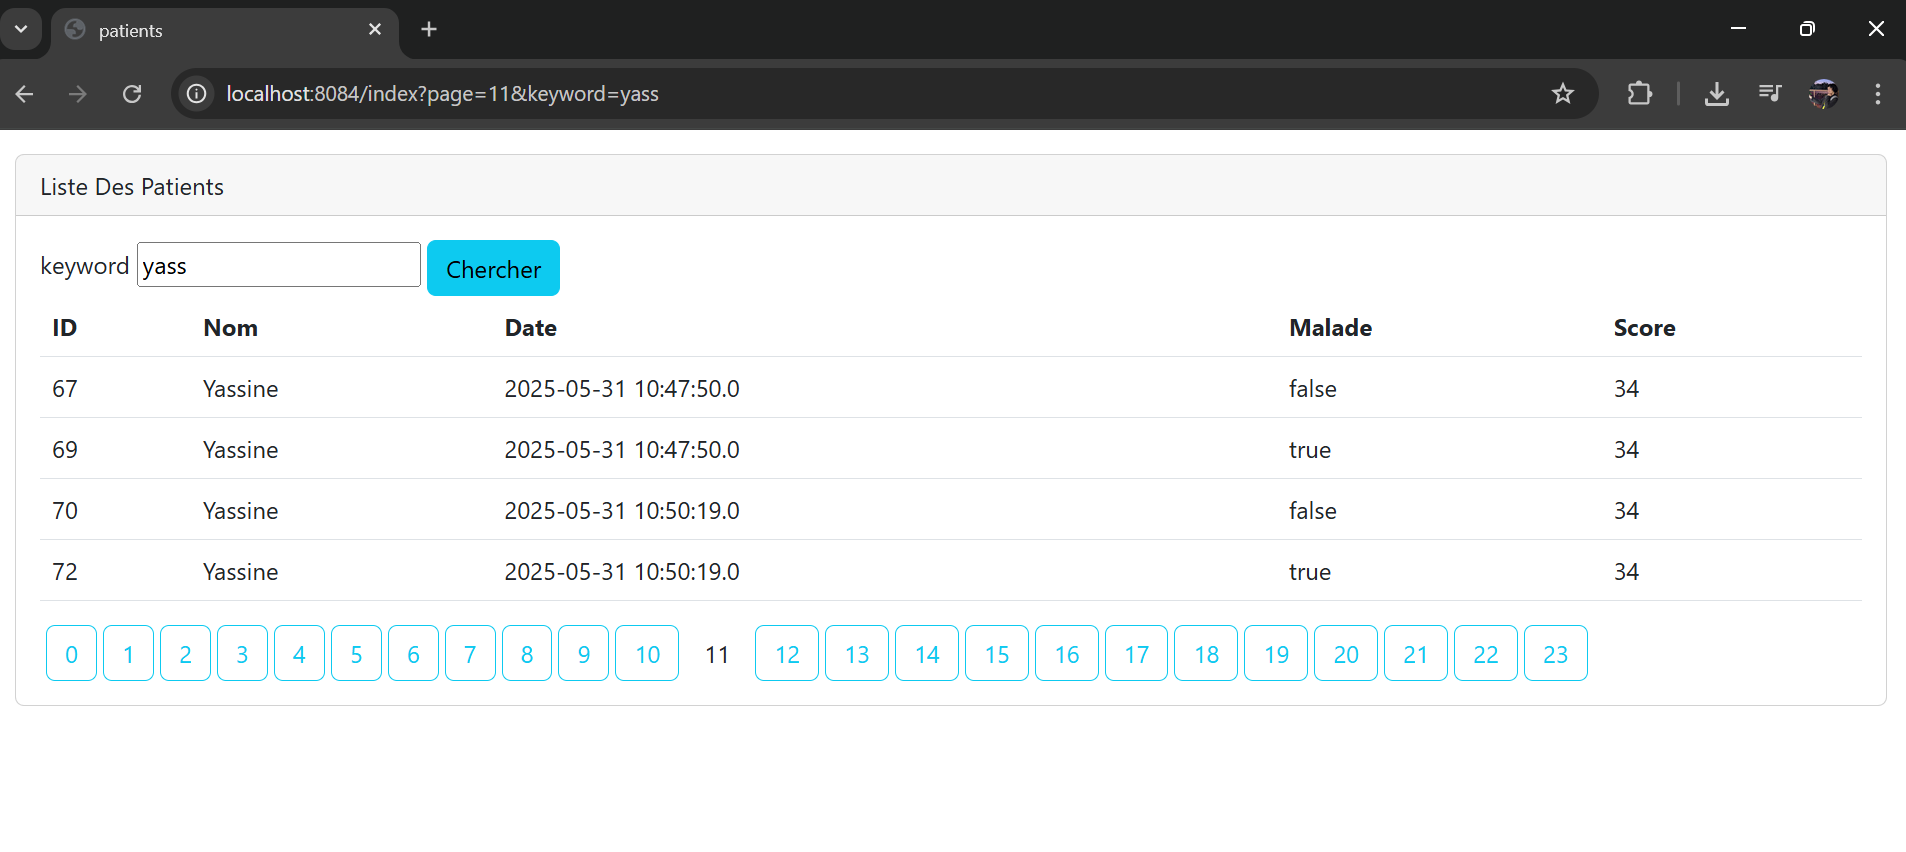 patients
localhost:8084/index?page=11&keyword=yass
Liste Des Patients
keyword yass Chercher
ID Nom Date Malade Score
67 Yassine 2025-05-31 10:47:50.0 false 34
69 Yassine 2025-05-31 10:47:50.0 true 34
70 Yassine 2025-05-31 10:50:19.0 false 34
72 Yassine 2025-05-31 10:50:19.0 true 34
0 1 2 3 4 5 6 7 8 9 10 11 12 13 14 15 16 17 18 19 20 21 22 23